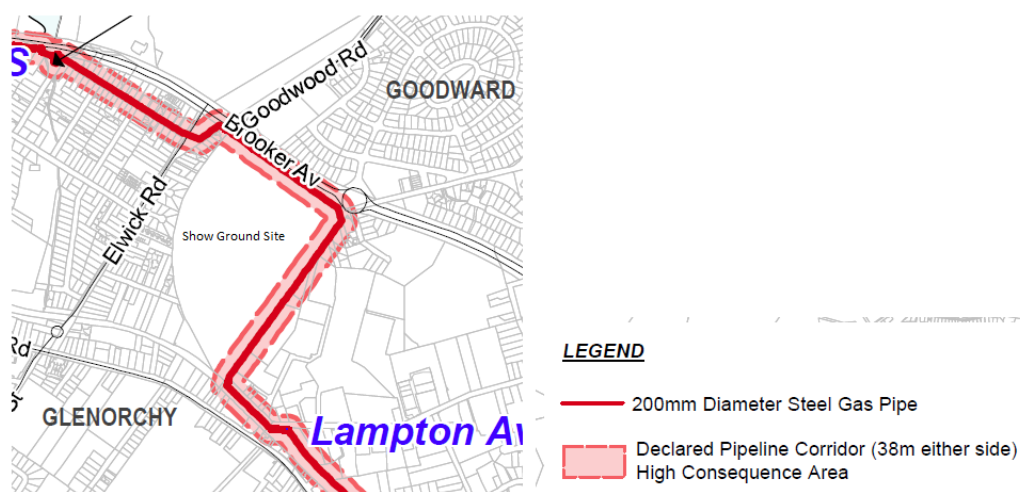 S
Goodwood Rd
GOODWARD
Brooker Av
Elwick Rd
Show Ground Site
Rd
St
GLENORCHY
Lampton Av
LEGEND
200mm Diameter Steel Gas Pipe
Declared Pipeline Corridor (38m either side)
High Consequence Area